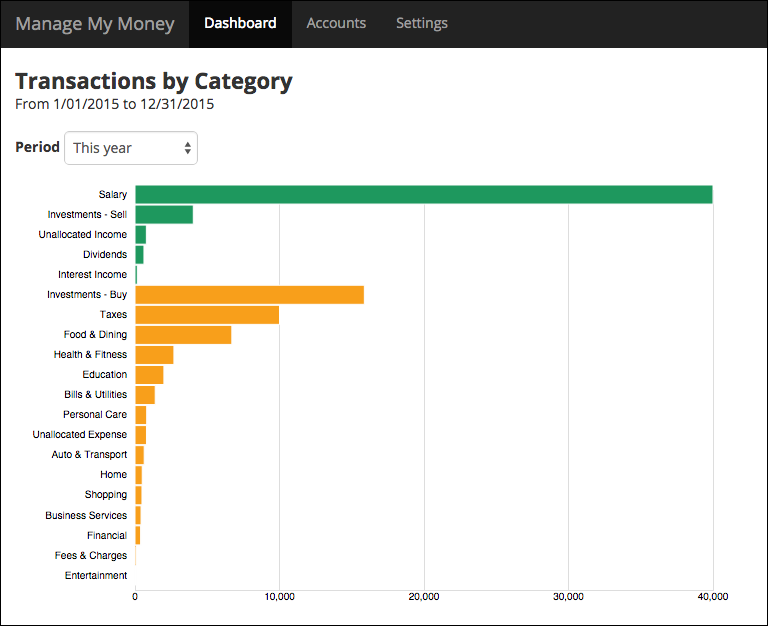 Manage My Money Dashboard Accounts Settings
Transactions by Category
From 1/01/2015 to 12/31/2015
Period This year
Salary
Investments - Sell
Unallocated Income
Dividends
Interest Income
Investments - Buy
Taxes
Food & Dining
Health & Fitness
Education
Bills & Utilities
Personal Care
Unallocated Expense
Auto & Transport
Home
Shopping
Business Services
Financial
Fees & Charges
Entertainment
0 10,000 20,000 30,000 40,000